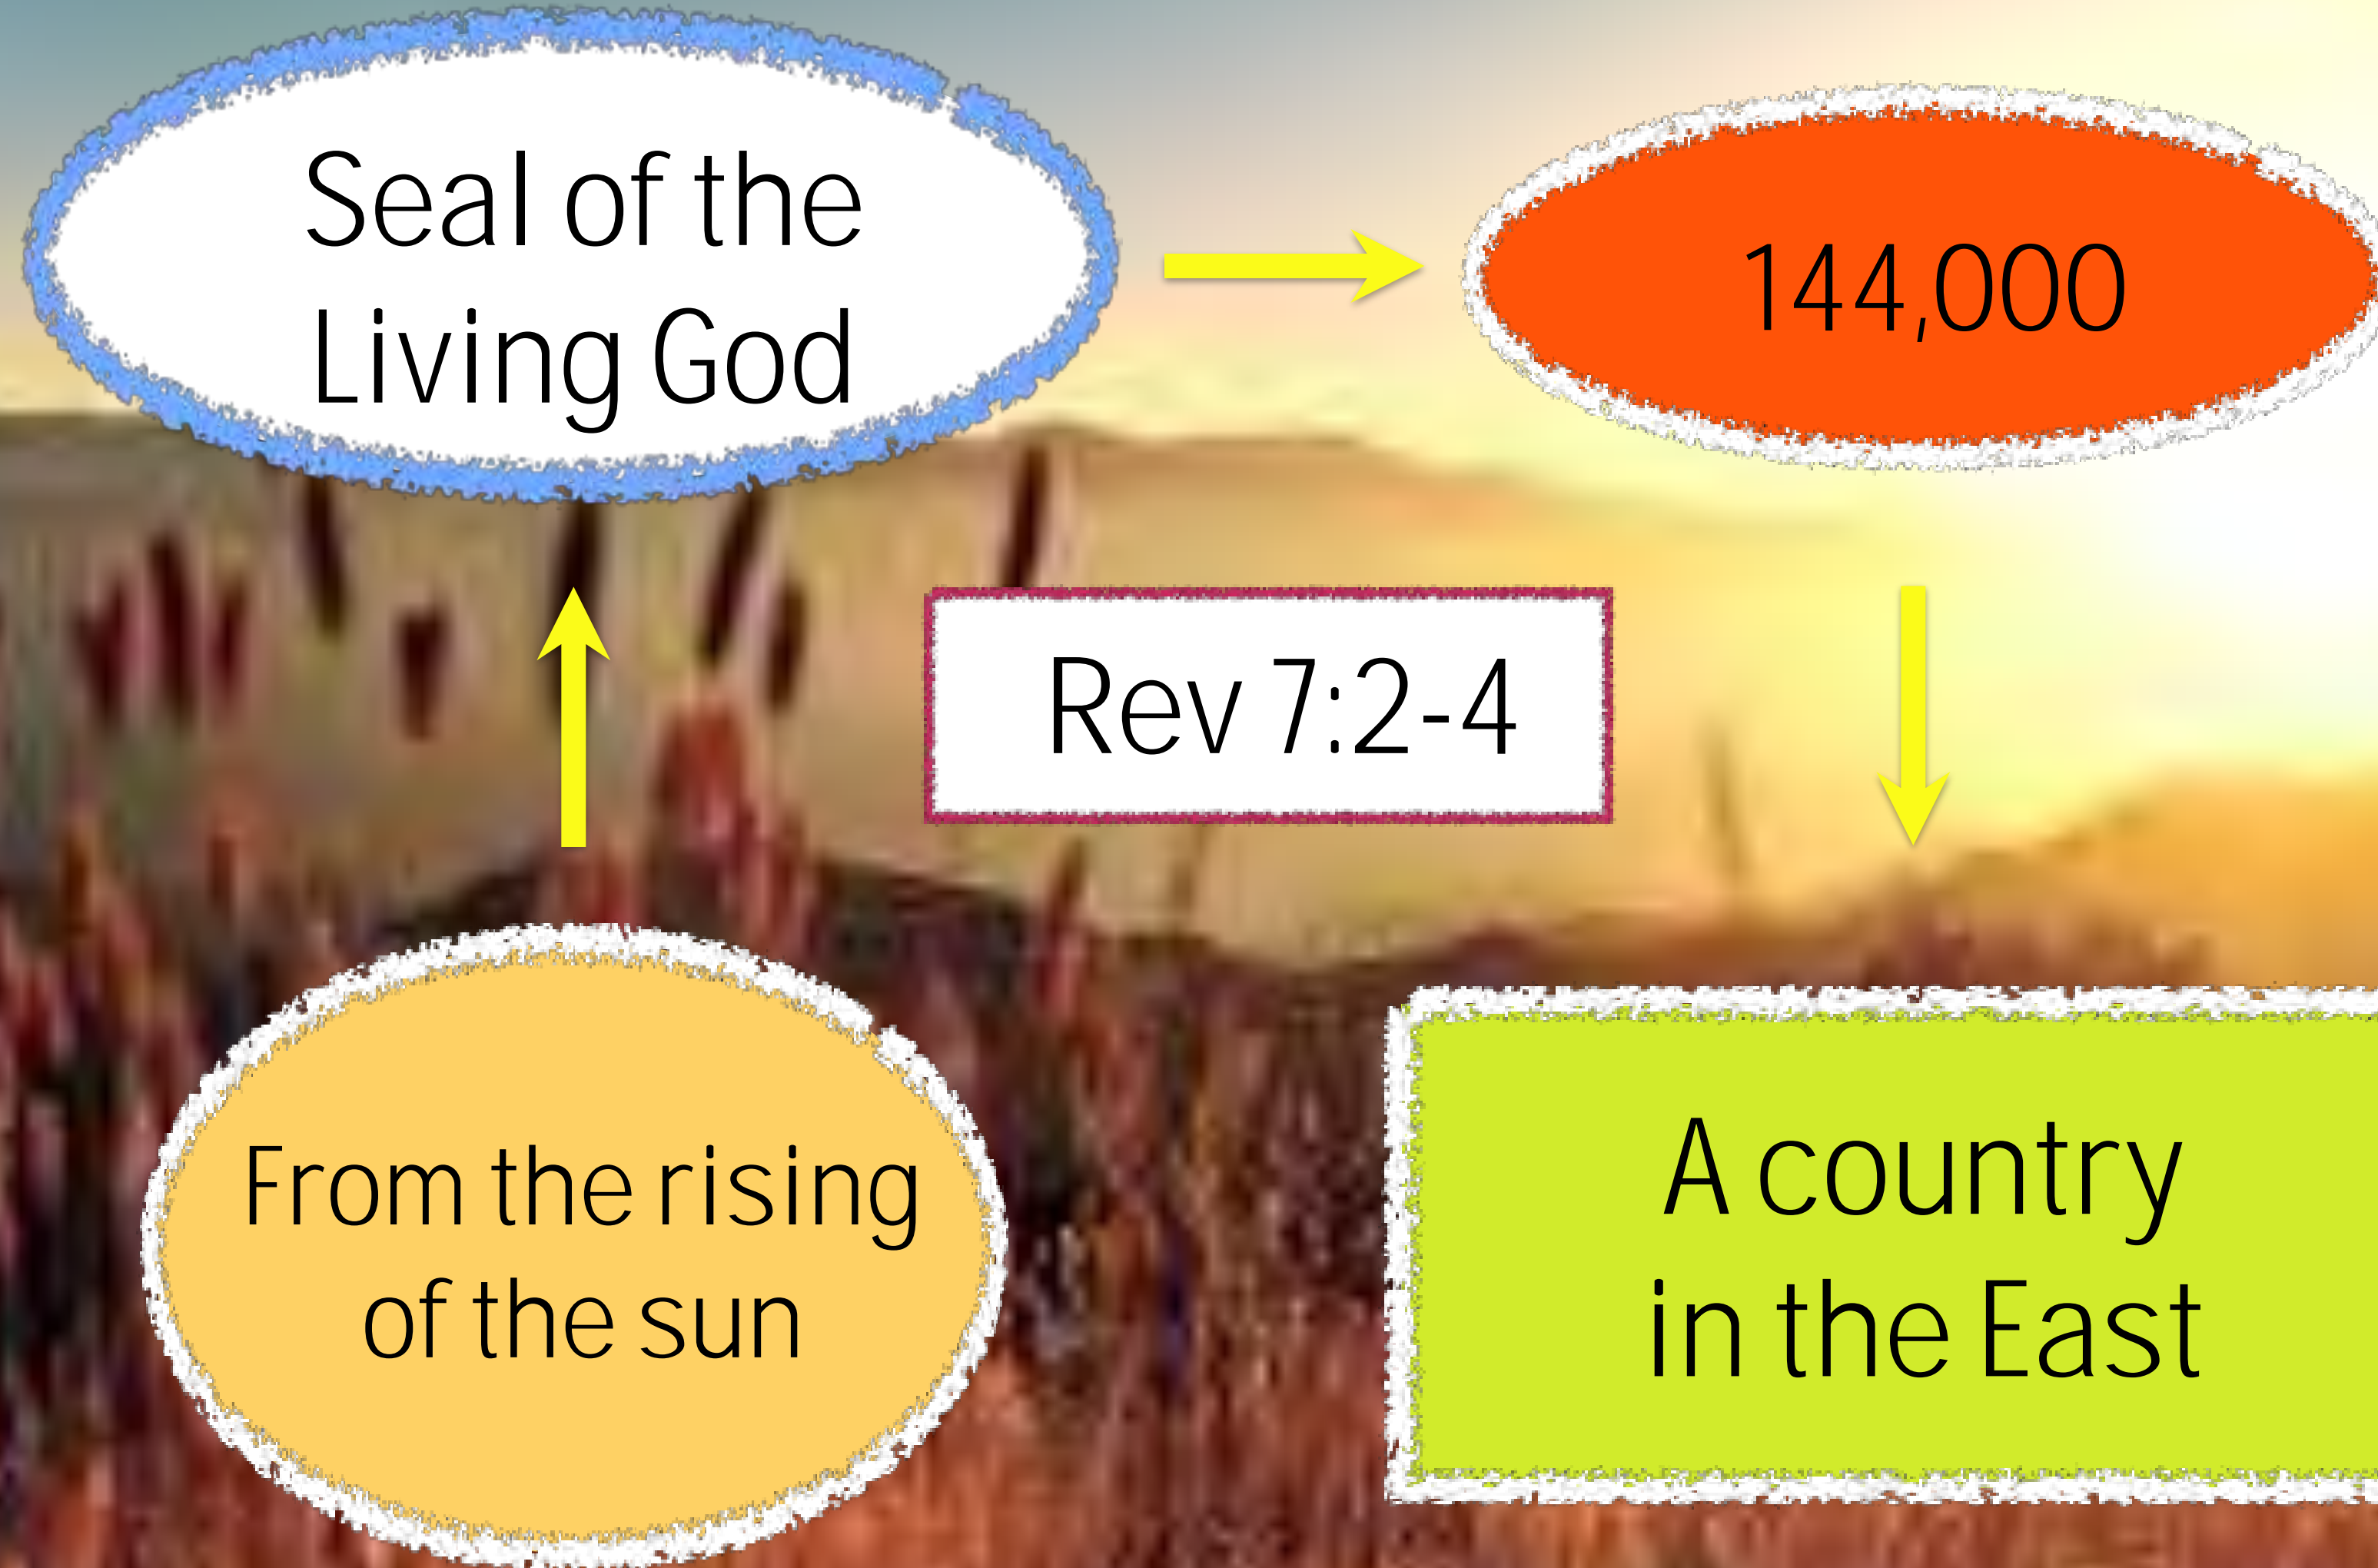 Seal of the
Living God
144,000
Rev 7:2-4
From the rising
of the sun
A country
in the East